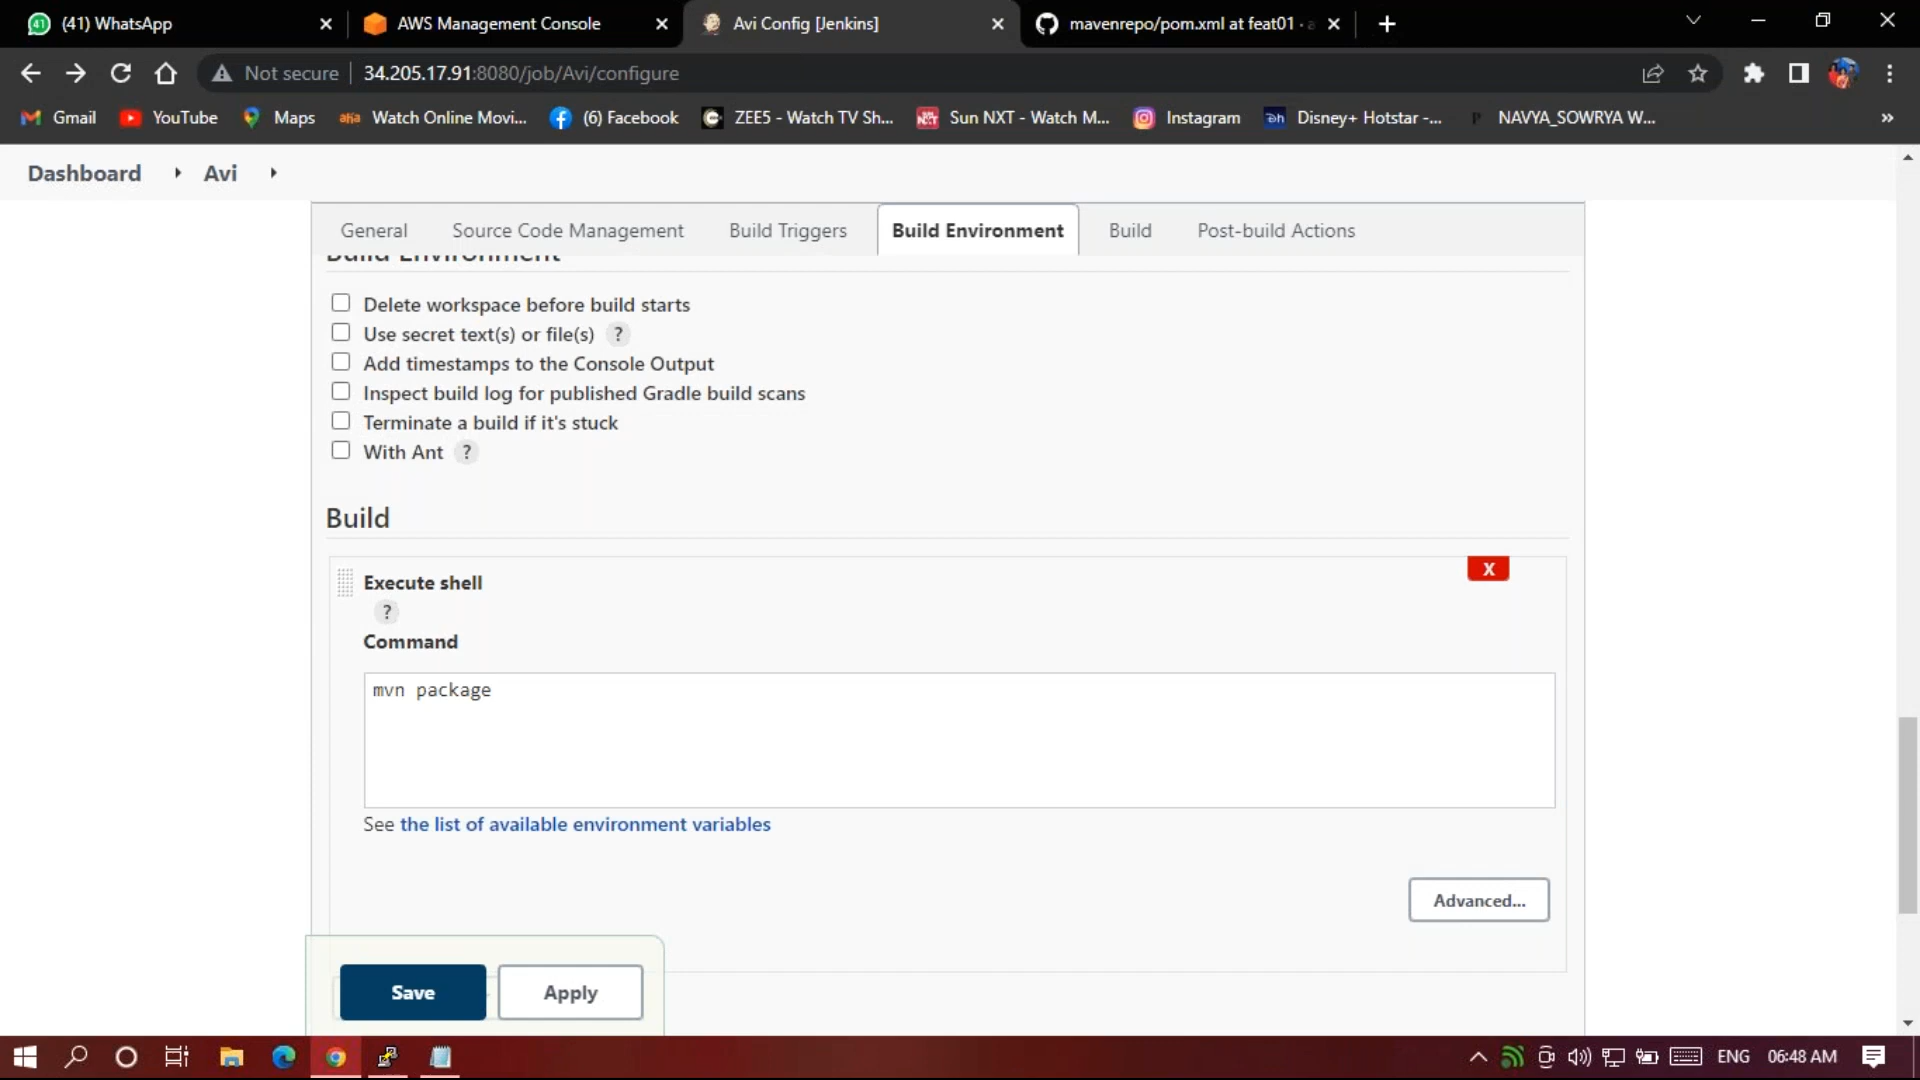 (41) WhatsApp
AWS Management Console
Avi Config [Jenkins]
mavenrepo/pom.xml at feat01 · a
Not secure
34.205.17.91:8080/job/Avi/configure
Gmail
YouTube
Maps
aha
Watch Online Movi...
(6) Facebook
ZEE5 - Watch TV Sh...
Sun NXT - Watch M...
Instagram
Disney+ Hotstar -...
NAVYA_SOWRYA W...
»
Dashboard
Avi
General
Source Code Management
Build Triggers
Build Environment
Build
Post-build Actions
Build Environment
Delete workspace before build starts
Use secret text(s) or file(s) ?
Add timestamps to the Console Output
Inspect build log for published Gradle build scans
Terminate a build if it's stuck
With Ant ?
Build
X
Execute shell
?
Command
mvn package
See the list of available environment variables
Advanced...
Save
Apply
ENG
06:48 AM